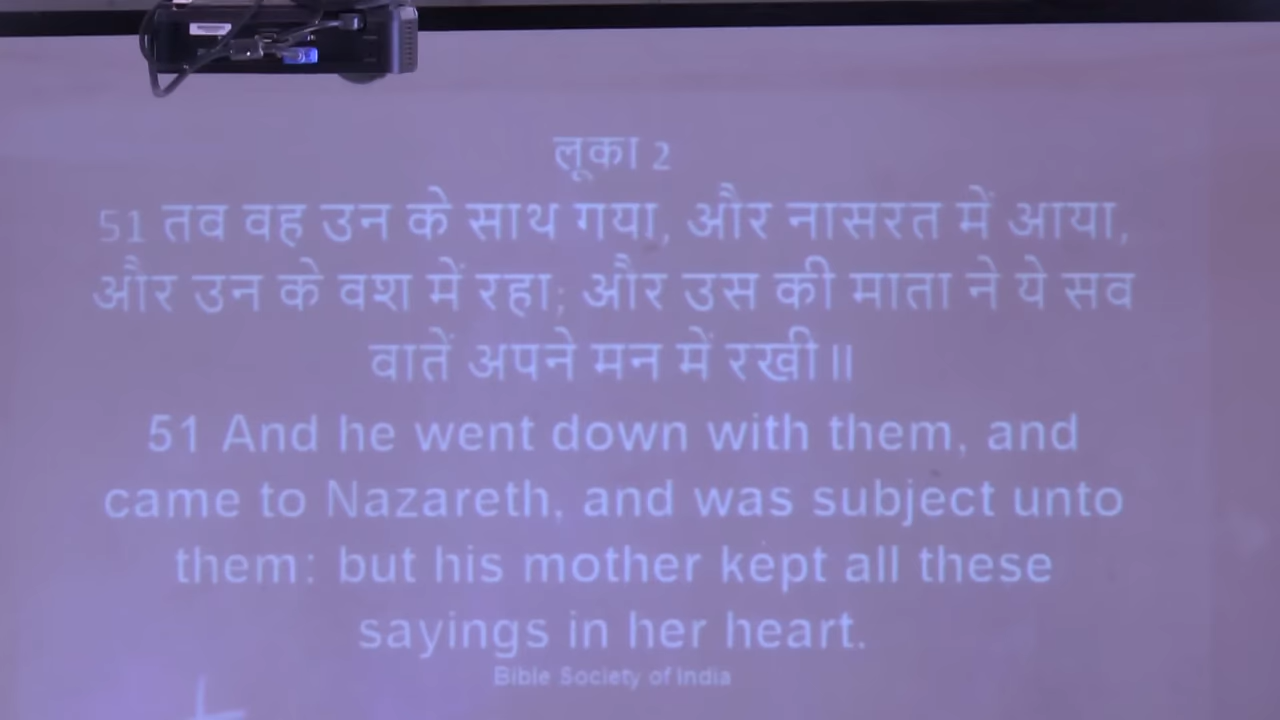 लूका 2
51 तब वह उन के साथ गया, और नासरत में आया,
और उन के वश में रहा; और उस की माता ने ये सब
बातें अपने मन में रखी॥
51 And he went down with them, and
came to Nazareth, and was subject unto
them: but his mother kept all these
sayings in her heart.
Bible Society of India